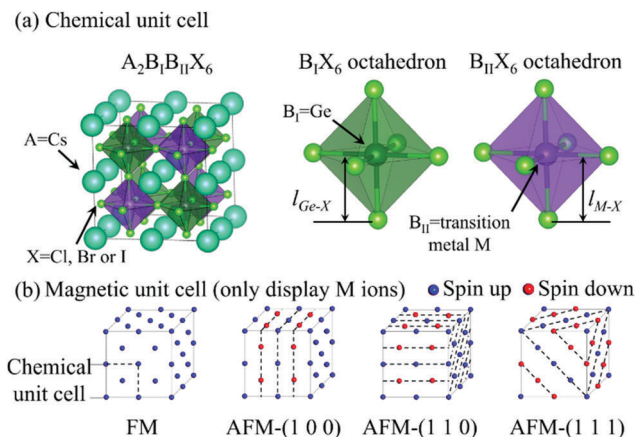 (a) Chemical unit cell
A₂BᵢBᵢᵢX₆
BᵢX₆ octahedron
BᵢᵢX₆ octahedron
Bᵢ=Ge
A=Cs
l Ge-X
l M-X
X=Cl, Br or I
Bᵢᵢ=transition
metal M
(b) Magnetic unit cell (only display M ions)
Spin up
Spin down
Chemical
unit cell
FM
AFM-(1 0 0)
AFM-(1 1 0)
AFM-(1 1 1)